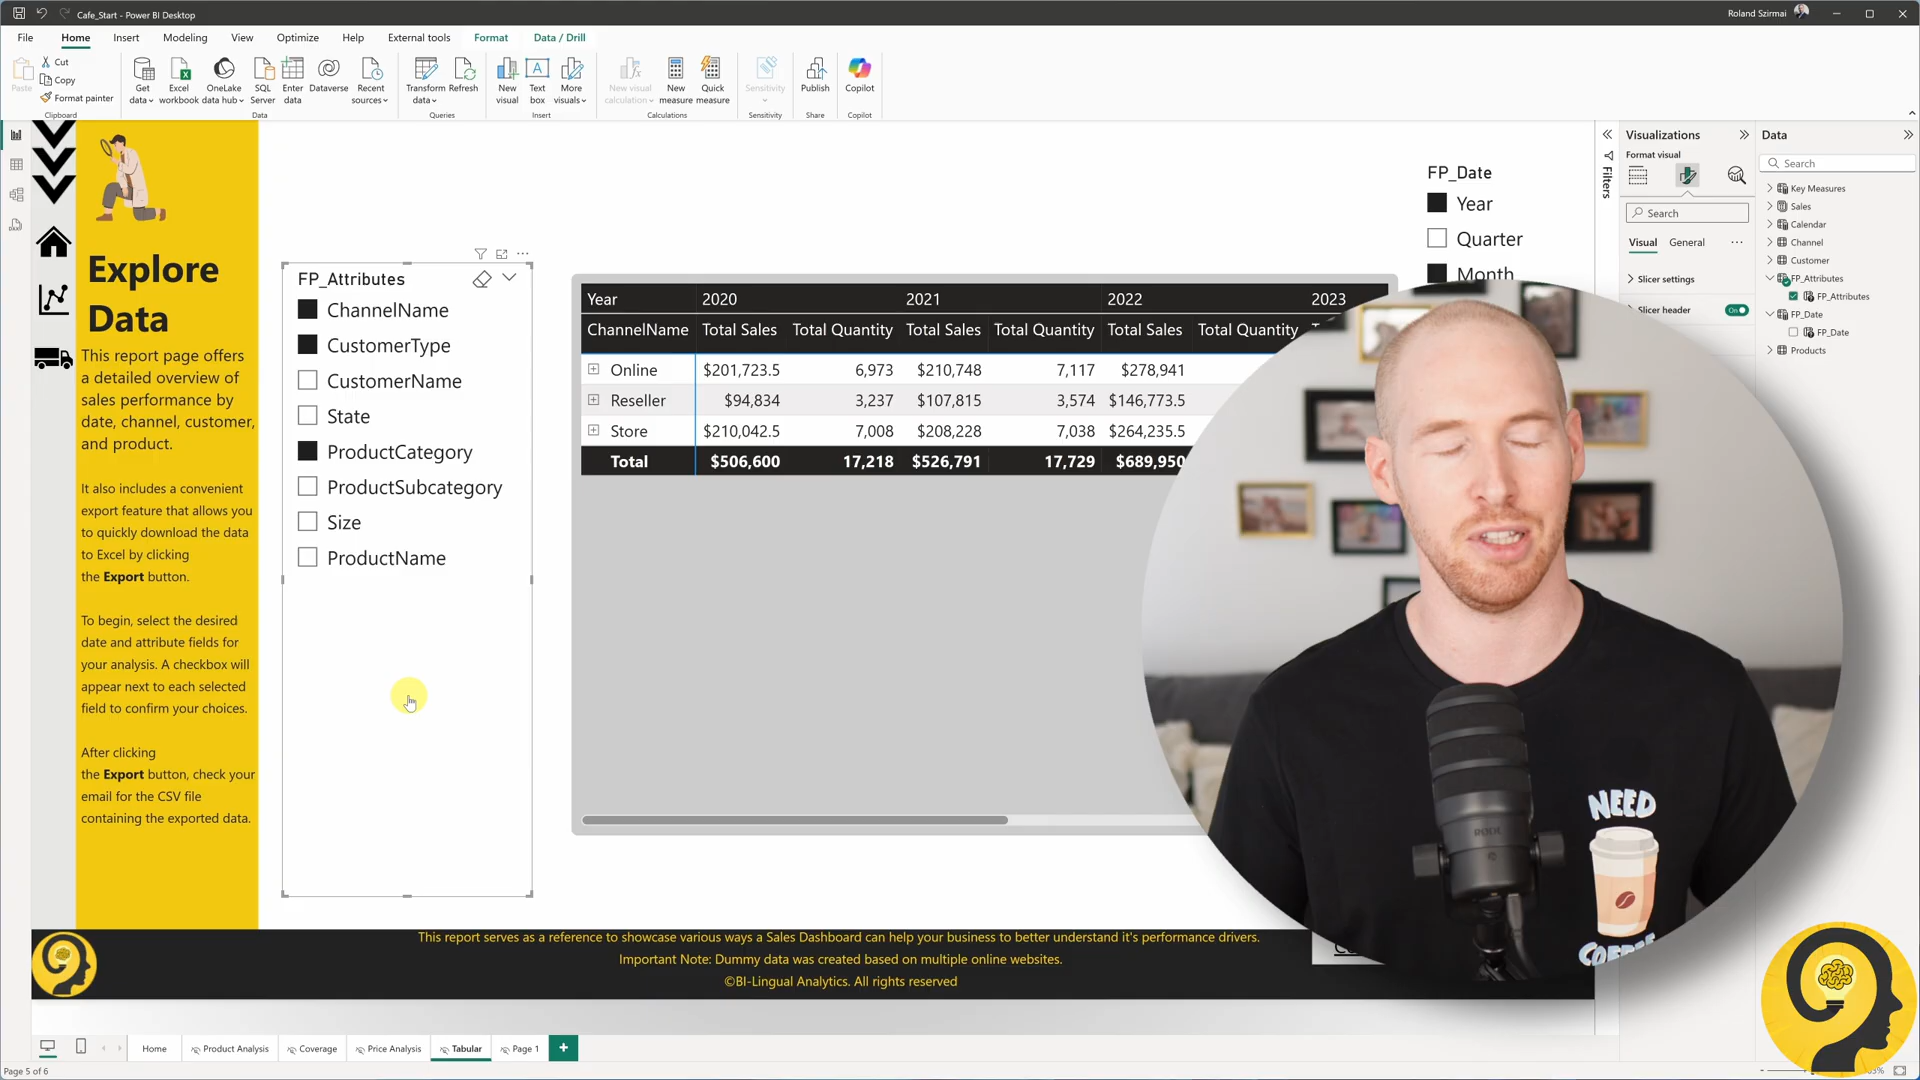 Cafe_Start - Power BI Desktop
Roland Szirmai
File
Home
Insert
Modeling
View
Optimize
Help
External tools
Format
Data / Drill
Paste
Cut
Copy
Format painter
Clipboard
Get data
Excel workbook
OneLake data hub
SQL Server
Enter data
Dataverse
Recent sources
Data
Transform data
Refresh
Queries
New visual
Text box
More visuals
Insert
New visual calculation
New measure
Quick measure
Calculations
Sensitivity
Sensitivity
Publish
Share
Copilot
Copilot
Explore
Data
This report page offers
a detailed overview of
sales performance by
date, channel, customer,
and product.
It also includes a convenient
export feature that allows you
to quickly download the data
to Excel by clicking
the Export button.
To begin, select the desired
date and attribute fields for
your analysis. A checkbox will
appear next to each selected
field to confirm your choices.
After clicking
the Export button, check your
email for the CSV file
containing the exported data.
FP_Attributes
ChannelName
CustomerType
CustomerName
State
ProductCategory
ProductSubcategory
Size
ProductName
Year 2020 2021 2022 2023
ChannelName Total Sales Total Quantity Total Sales Total Quantity Total Sales Total Quantity
Online $201,723.5 6,973 $210,748 7,117 $278,941
Reseller $94,834 3,237 $107,815 3,574 $146,773.5
Store $210,042.5 7,008 $208,228 7,038 $264,235.5
Total $506,600 17,218 $526,791 17,729 $689,950
FP_Date
Year
Quarter
Month
Filters
Visualizations
Format visual
Search
Visual
General
Slicer settings
Slicer header
On
Data
Search
Key Measures
Sales
Calendar
Channel
Customer
FP_Attributes
FP_Attributes
FP_Date
FP_Date
Products
RØDE
NEED
COFFEE
This report serves as a reference to showcase various ways a Sales Dashboard can help your business to better understand it's performance drivers.
Important Note: Dummy data was created based on multiple online websites.
©BI-Lingual Analytics. All rights reserved
Home
Product Analysis
Coverage
Price Analysis
Tabular
Page 1
Page 5 of 6